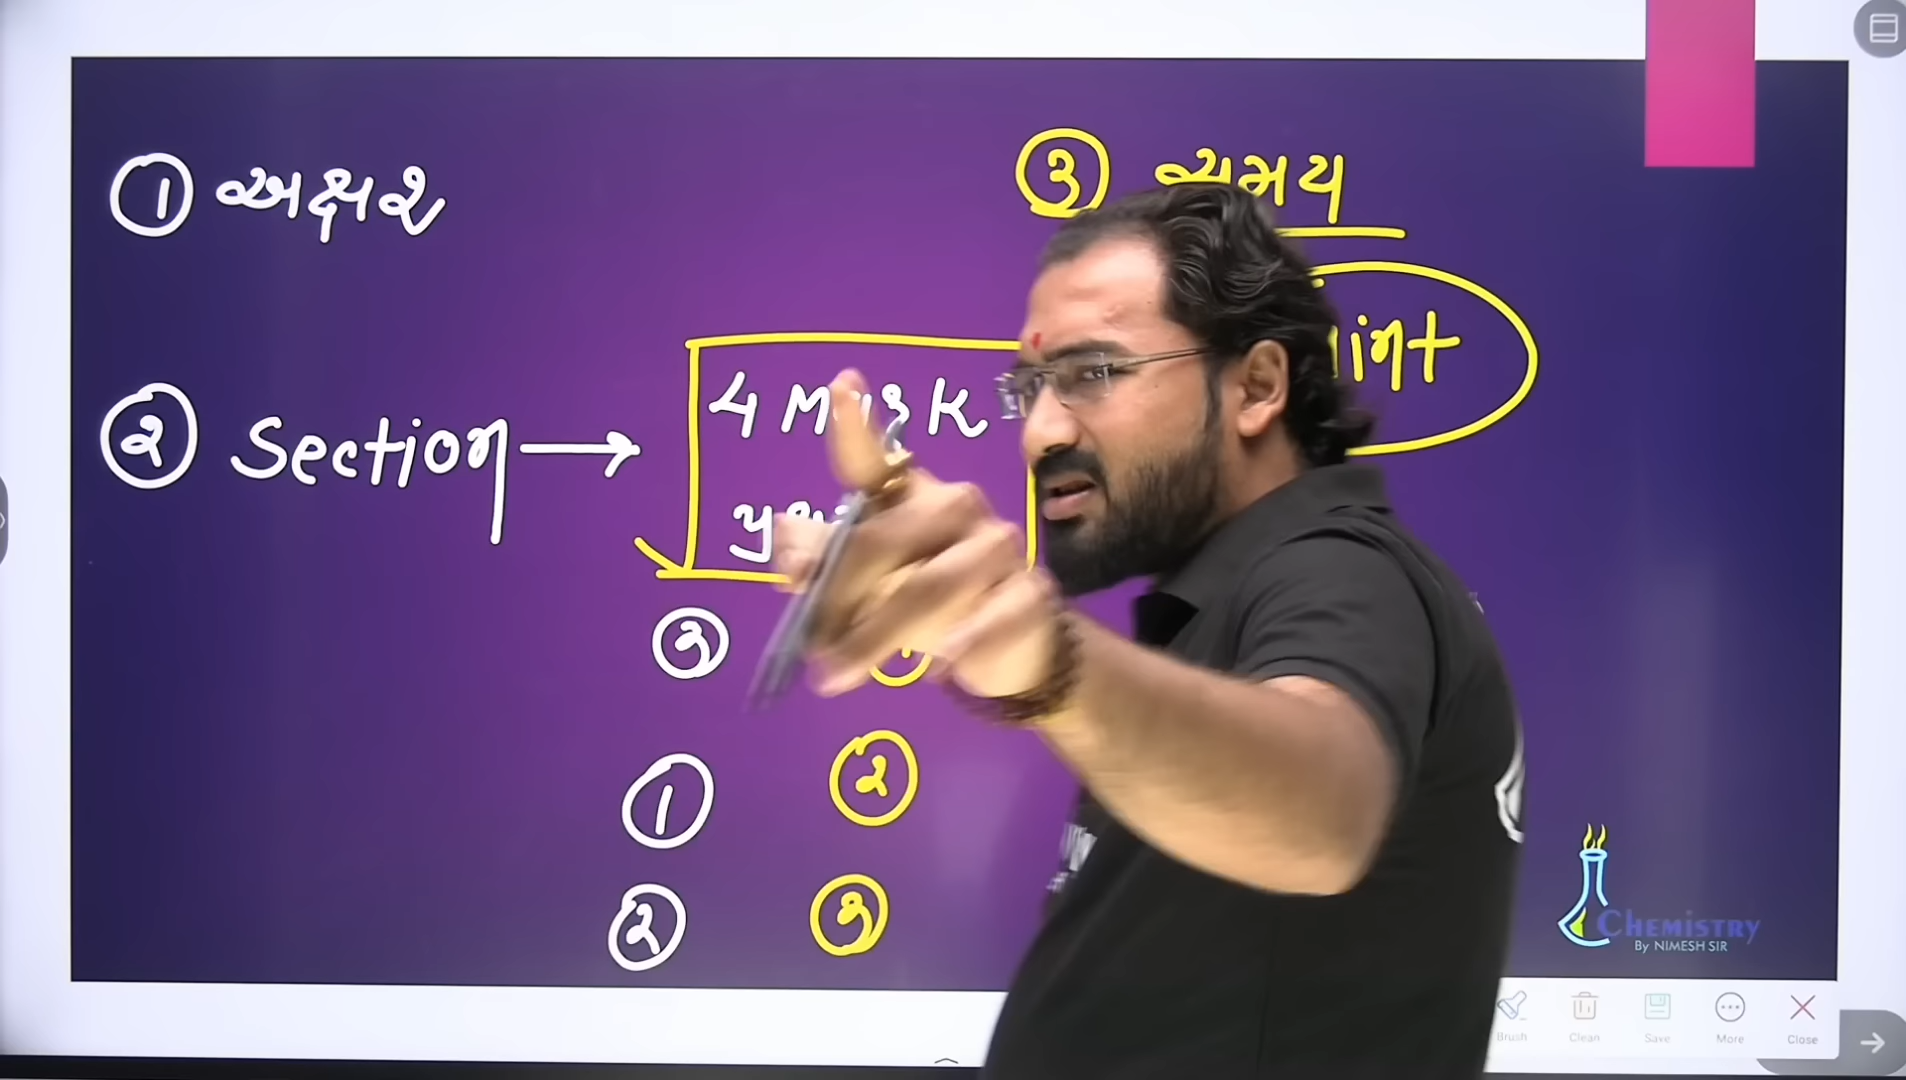 ① અક્ષર
② Section →
4 Mark
③
①
②
③ સમય
②
③
CHEMISTRY
By NIMESH SIR
Brush
Clean
Save
More
Close